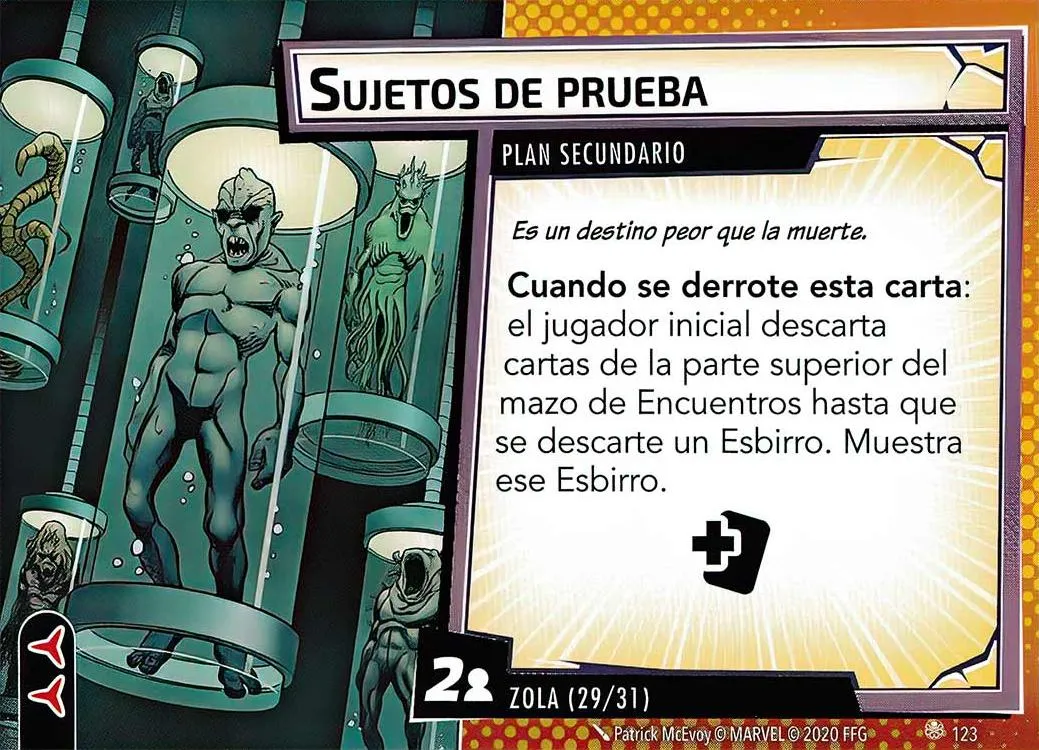 SUJETOS DE PRUEBA
PLAN SECUNDARIO
Es un destino peor que la muerte.
Cuando se derrote esta carta:
el jugador inicial descarta
cartas de la parte superior del
mazo de Encuentros hasta que
se descarte un Esbirro. Muestra
ese Esbirro.
2
ZOLA (29/31)
Patrick McEvoy © MARVEL © 2020 FFG 123